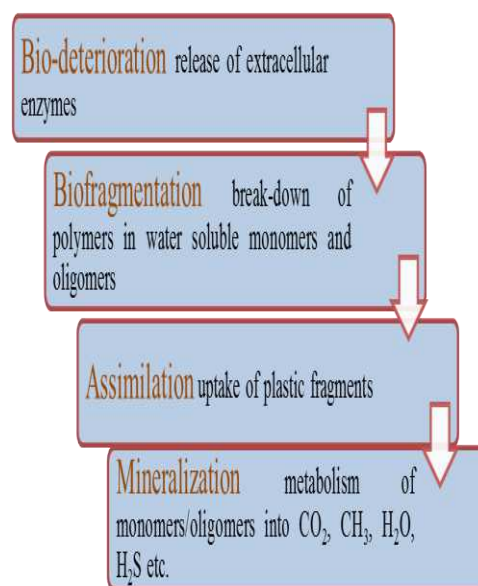 Bio-deterioration release of extracellular
enzymes
Biofragmentation break-down of
polymers in water soluble monomers and
oligomers
Assimilation uptake of plastic fragments
Mineralization metabolism of
monomers/oligomers into CO₂, CH₃, H₂O,
H₂S etc.